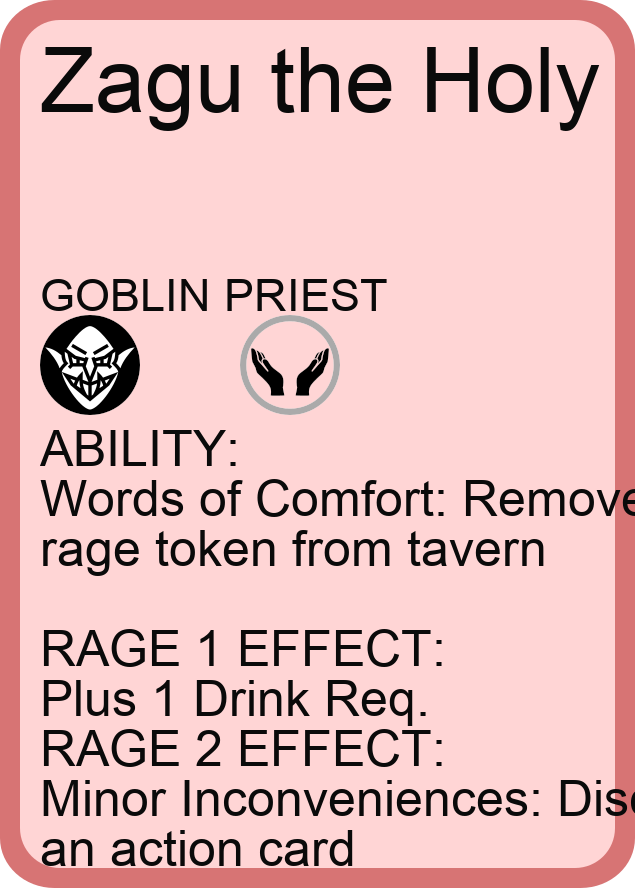 Zagu the Holy
GOBLIN PRIEST
ABILITY:
Words of Comfort: Remove
rage token from tavern
RAGE 1 EFFECT:
Plus 1 Drink Req.
RAGE 2 EFFECT:
Minor Inconveniences:
an action card